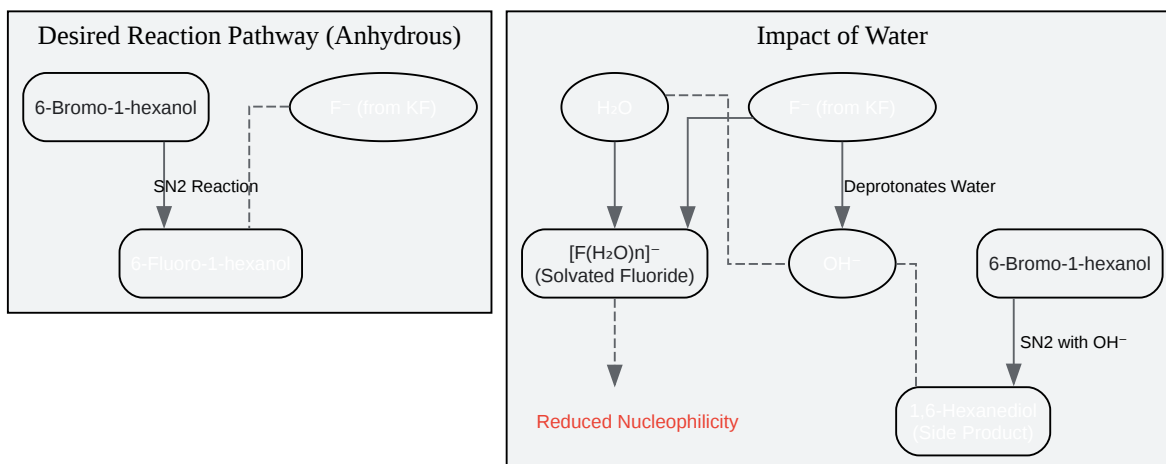 Desired Reaction Pathway (Anhydrous)
6-Bromo-1-hexanol
F⁻ (from KF)
SN2 Reaction
6-Fluoro-1-hexanol
Impact of Water
H₂O
F⁻ (from KF)
Deprotonates Water
[F(H₂O)n]⁻
(Solvated Fluoride)
OH⁻
6-Bromo-1-hexanol
SN2 with OH⁻
Reduced Nucleophilicity
1,6-Hexanediol
(Side Product)